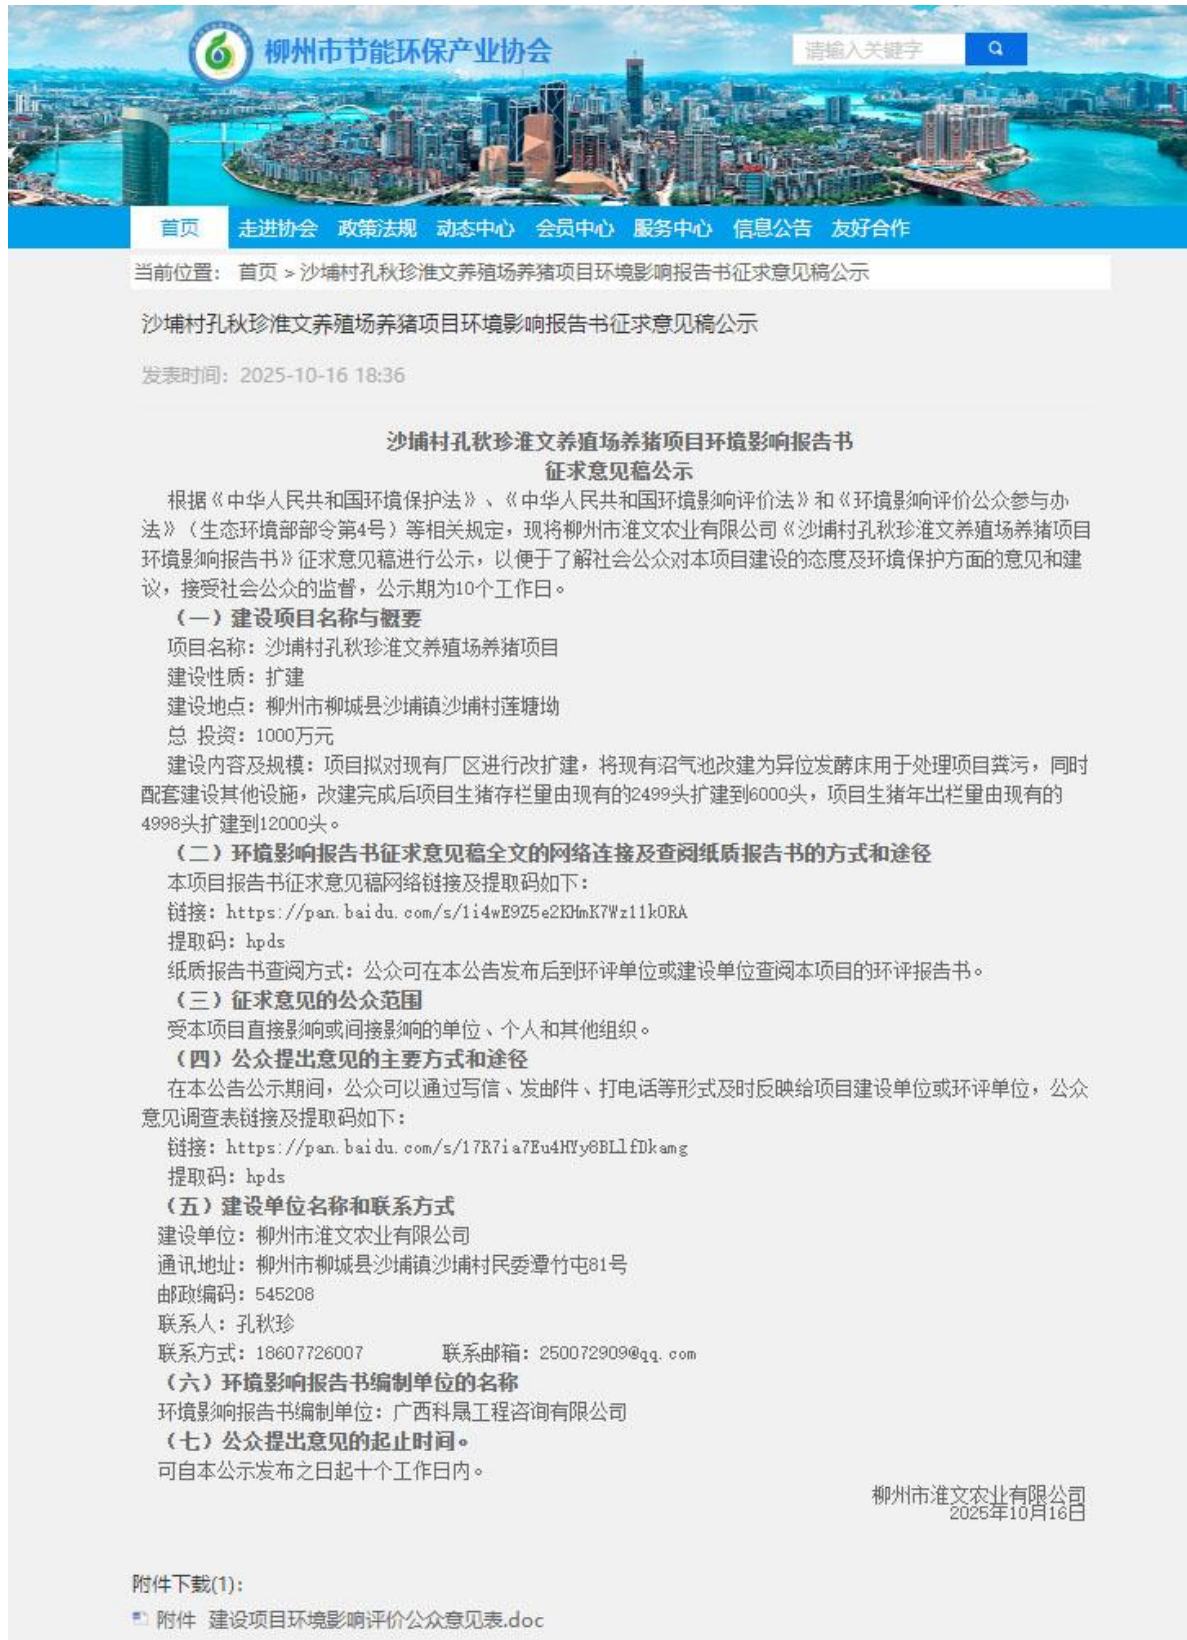 柳州市节能环保产业协会
请输入关键字
首页 走进协会 政策法规 动态中心 会员中心 服务中心 信息公告 友好合作
当前位置： 首页 > 沙埔村孔秋珍淮文养殖场养猪项目环境影响报告书征求意见稿公示
沙埔村孔秋珍淮文养殖场养猪项目环境影响报告书征求意见稿公示
发表时间：2025-10-16 18:36
沙埔村孔秋珍淮文养殖场养猪项目环境影响报告书
征求意见稿公示
根据《中华人民共和国环境保护法》、《中华人民共和国环境影响评价法》和《环境影响评价公众参与办
法》（生态环境部部令第4号）等相关规定，现将柳州市淮文农业有限公司《沙埔村孔秋珍淮文养殖场养猪项目
环境影响报告书》征求意见稿进行公示，以便于了解社会公众对本项目建设的态度及环境保护方面的意见和建
议，接受社会公众的监督，公示期为10个工作日。
（一）建设项目名称与概要
项目名称：沙埔村孔秋珍淮文养殖场养猪项目
建设性质：扩建
建设地点：柳州市柳城县沙埔镇沙埔村莲塘坳
总 投资：1000万元
建设内容及规模：项目拟对现有厂区进行改扩建，将现有沼气池改建为异位发酵床用于处理项目粪污，同时
配套建设其他设施，改建完成后项目生猪存栏量由现有的2499头扩建到6000头，项目生猪年出栏量由现有的
4998头扩建到12000头。
（二）环境影响报告书征求意见稿全文的网络连接及查阅纸质报告书的方式和途径
本项目报告书征求意见稿网络链接及提取码如下：
链接：https://pan.baidu.com/s/1i4wE9Z5e2KHmK7Wz11kORA
提取码：hpds
纸质报告书查阅方式：公众可在本公告发布后到环评单位或建设单位查阅本项目的环评报告书。
（三）征求意见的公众范围
受本项目直接影响或间接影响的单位、个人和其他组织。
（四）公众提出意见的主要方式和途径
在本公告公示期间，公众可以通过写信、发邮件、打电话等形式及时反映给项目建设单位或环评单位，公众
意见调查表链接及提取码如下：
链接：https://pan.baidu.com/s/17R7ia7Eu4HYy6BLlfDkamg
提取码：hpds
（五）建设单位名称和联系方式
建设单位：柳州市淮文农业有限公司
通讯地址：柳州市柳城县沙埔镇沙埔村民委潭竹屯81号
邮政编码：545208
联系人：孔秋珍
联系方式：18607726007 联系邮箱：250072909@qq.com
（六）环境影响报告书编制单位的名称
环境影响报告书编制单位：广西科晟工程咨询有限公司
（七）公众提出意见的起止时间。
可自本公示发布之日起十个工作日内。
柳州市淮文农业有限公司
2025年10月16日
附件下载(1)：
附件 建设项目环境影响评价公众意见表.doc